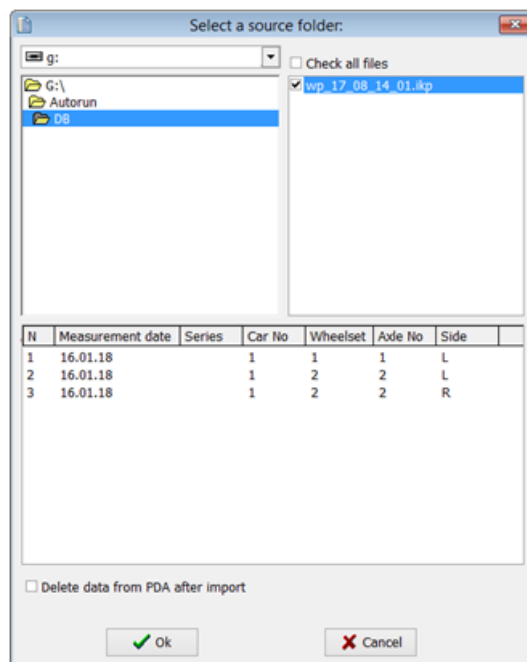 Select a source folder:
g:
Check all files
G:\
Autorun
DB
wp_17_08_14_01.ikp
N Measurement date Series Car No Wheelset Axle No Side
1 16.01.18 1 1 1 L
2 16.01.18 1 2 2 L
3 16.01.18 1 2 2 R
Delete data from PDA after import
Ok
Cancel